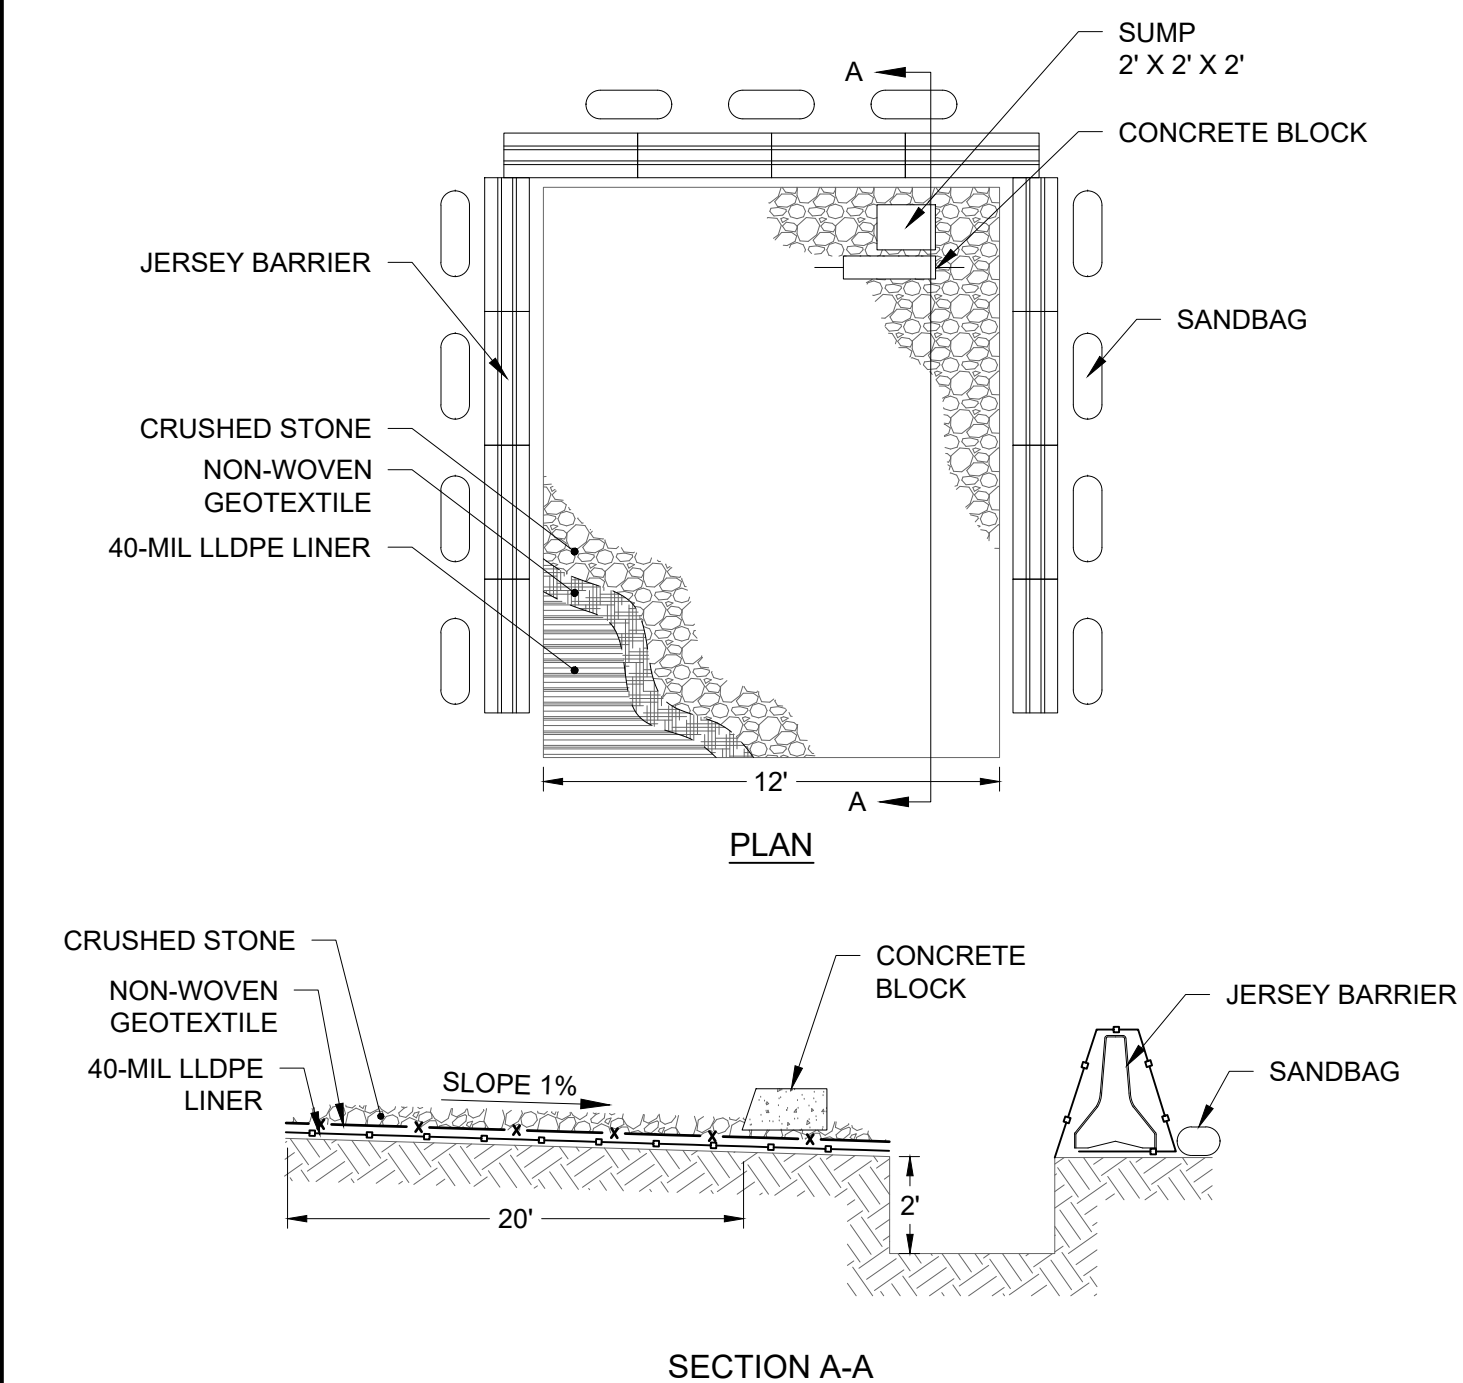 SUMP
2' X 2' X 2'
A
CONCRETE BLOCK
JERSEY BARRIER
SANDBAG
CRUSHED STONE
NON-WOVEN
GEOTEXTILE
40-MIL LLDPE LINER
12'
A
PLAN
CRUSHED STONE
NON-WOVEN
GEOTEXTILE
40-MIL LLDPE
LINER
SLOPE 1%
CONCRETE
BLOCK
JERSEY BARRIER
SANDBAG
20'
2'
SECTION A-A